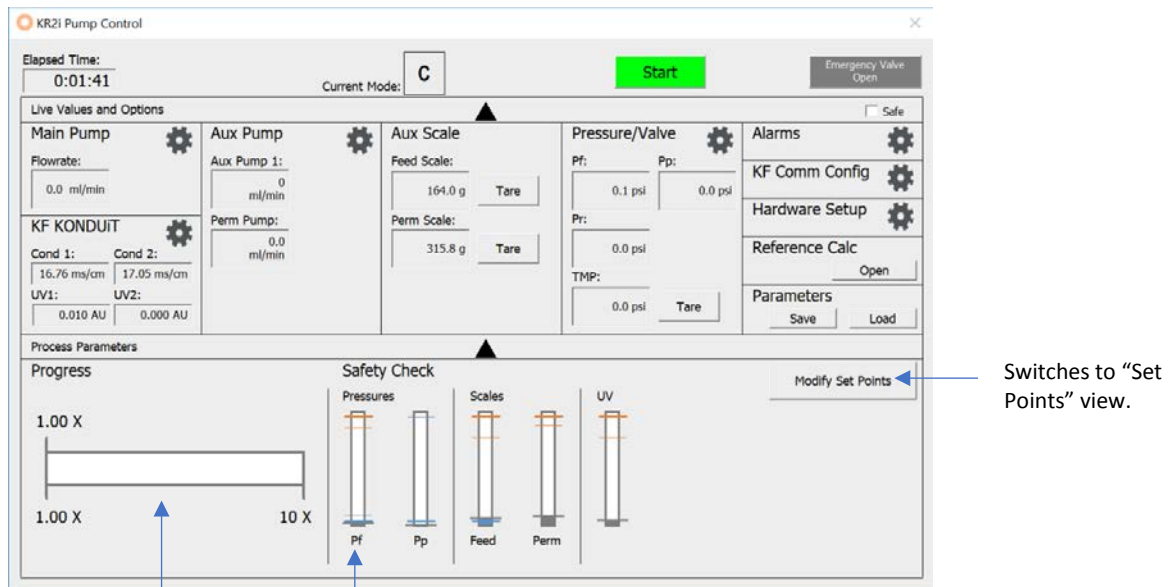 KR2i Pump Control
Elapsed Time:
0:01:41
Current Mode:
C
Start
Emergency Valve
Open
Live Values and Options
Safe
Main Pump
Flowrate:
0.0 ml/min
KF KONDUiT
Cond 1:
Cond 2:
16.76 ms/cm
17.05 ms/cm
UV1:
UV2:
0.010 AU
0.000 AU
Aux Pump
Aux Pump 1:
0
ml/min
Perm Pump:
0.0
ml/min
Aux Scale
Feed Scale:
164.0 g
Tare
Perm Scale:
315.8 g
Tare
Pressure/Valve
Pf:
Pp:
0.1 psi
0.0 psi
Pr:
0.0 psi
TMP:
0.0 psi
Tare
Alarms
KF Comm Config
Hardware Setup
Reference Calc
Open
Parameters
Save
Load
Process Parameters
Progress
1.00 X
1.00 X
10 X
Safety Check
Pressures
Scales
UV
Pf
Pp
Feed
Perm
Modify Set Points
Switches to “Set
Points” view.